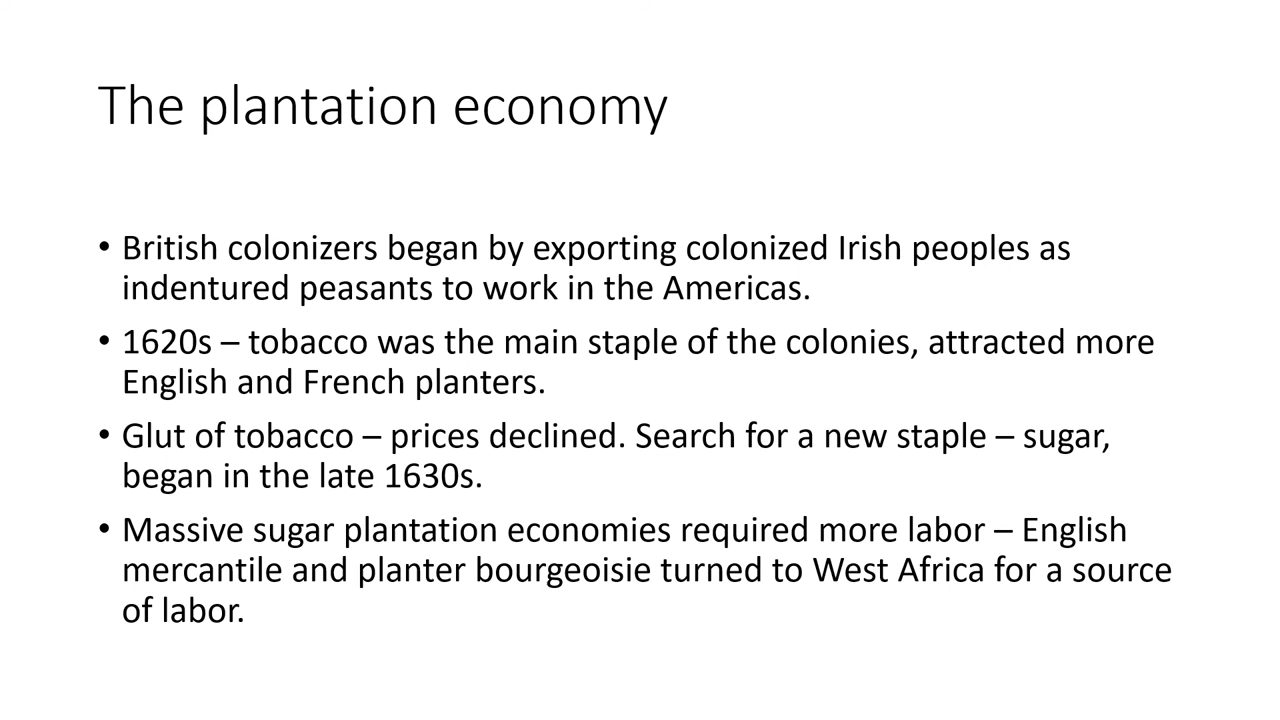 The plantation economy
• British colonizers began by exporting colonized Irish peoples as
indentured peasants to work in the Americas.
• 1620s – tobacco was the main staple of the colonies, attracted more
English and French planters.
• Glut of tobacco – prices declined. Search for a new staple – sugar,
began in the late 1630s.
• Massive sugar plantation economies required more labor – English
mercantile and planter bourgeoisie turned to West Africa for a source
of labor.